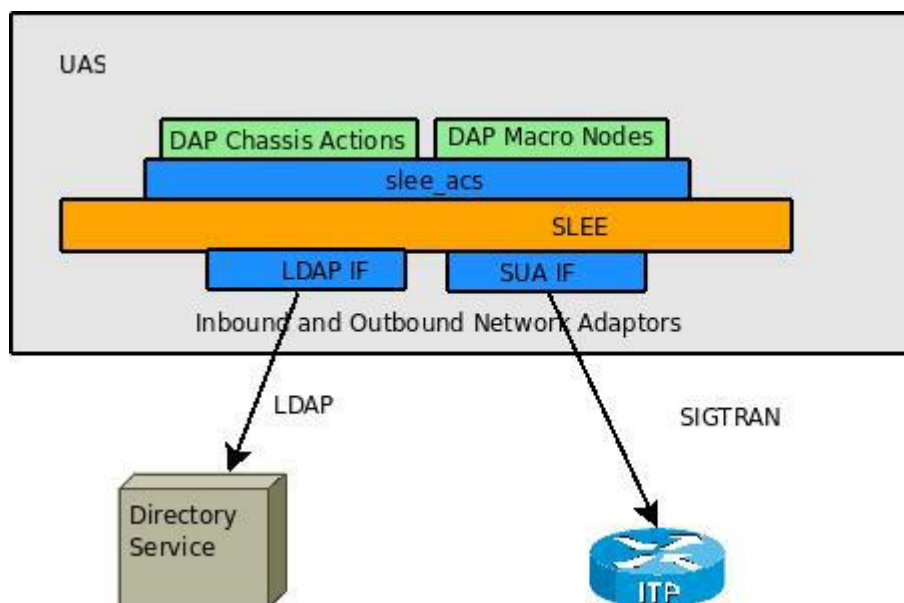 UAS
DAP Chassis Actions
DAP Macro Nodes
slee_acs
SLEE
LDAP IF
SUA IF
Inbound and Outbound Network Adaptors
LDAP
SIGTRAN
Directory
Service
ITP